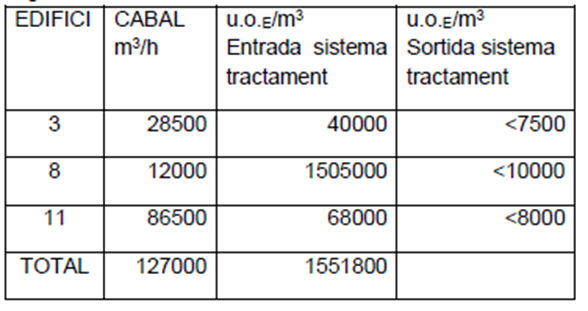 EDIFICI CABAL m³/h u.o.E/m³ Entrada sistema tractament u.o.E/m³ Sortida sistema tractament
3 28500 40000 <7500
8 12000 1505000 <10000
11 86500 68000 <8000
TOTAL 127000 1551800